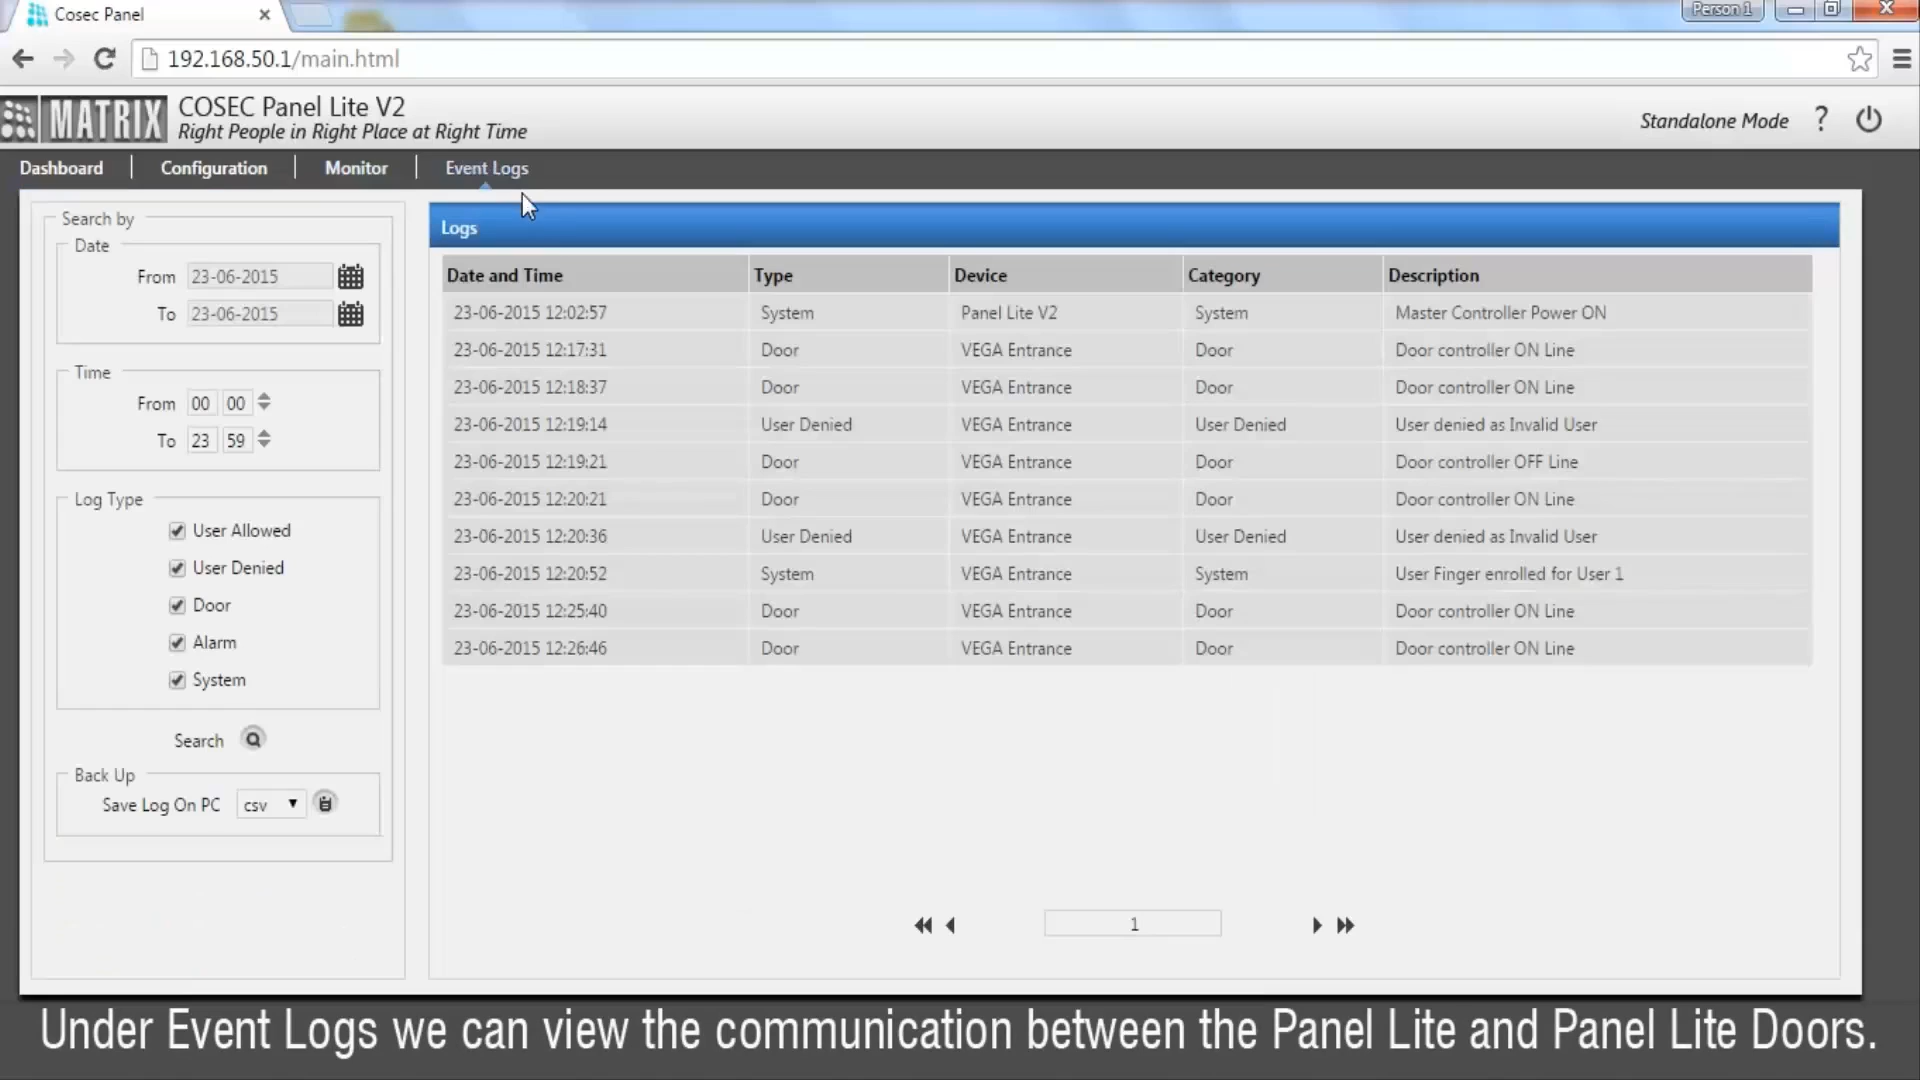 Cosec Panel
Person 1
192.168.50.1/main.html
MATRIX
COSEC Panel Lite V2
Right People in Right Place at Right Time
Standalone Mode ?
Dashboard Configuration Monitor Event Logs
Search by
Date
From 23-06-2015
To 23-06-2015
Time
From 00 00
To 23 59
Log Type
User Allowed
User Denied
Door
Alarm
System
Search
Back Up
Save Log On PC csv
Logs
Date and Time Type Device Category Description
23-06-2015 12:02:57 System Panel Lite V2 System Master Controller Power ON
23-06-2015 12:17:31 Door VEGA Entrance Door Door controller ON Line
23-06-2015 12:18:37 Door VEGA Entrance Door Door controller ON Line
23-06-2015 12:19:14 User Denied VEGA Entrance User Denied User denied as Invalid User
23-06-2015 12:19:21 Door VEGA Entrance Door Door controller OFF Line
23-06-2015 12:20:21 Door VEGA Entrance Door Door controller ON Line
23-06-2015 12:20:36 User Denied VEGA Entrance User Denied User denied as Invalid User
23-06-2015 12:20:52 System VEGA Entrance System User Finger enrolled for User 1
23-06-2015 12:25:40 Door VEGA Entrance Door Door controller ON Line
23-06-2015 12:26:46 Door VEGA Entrance Door Door controller ON Line
1
Under Event Logs we can view the communication between the Panel Lite and Panel Lite Doors.